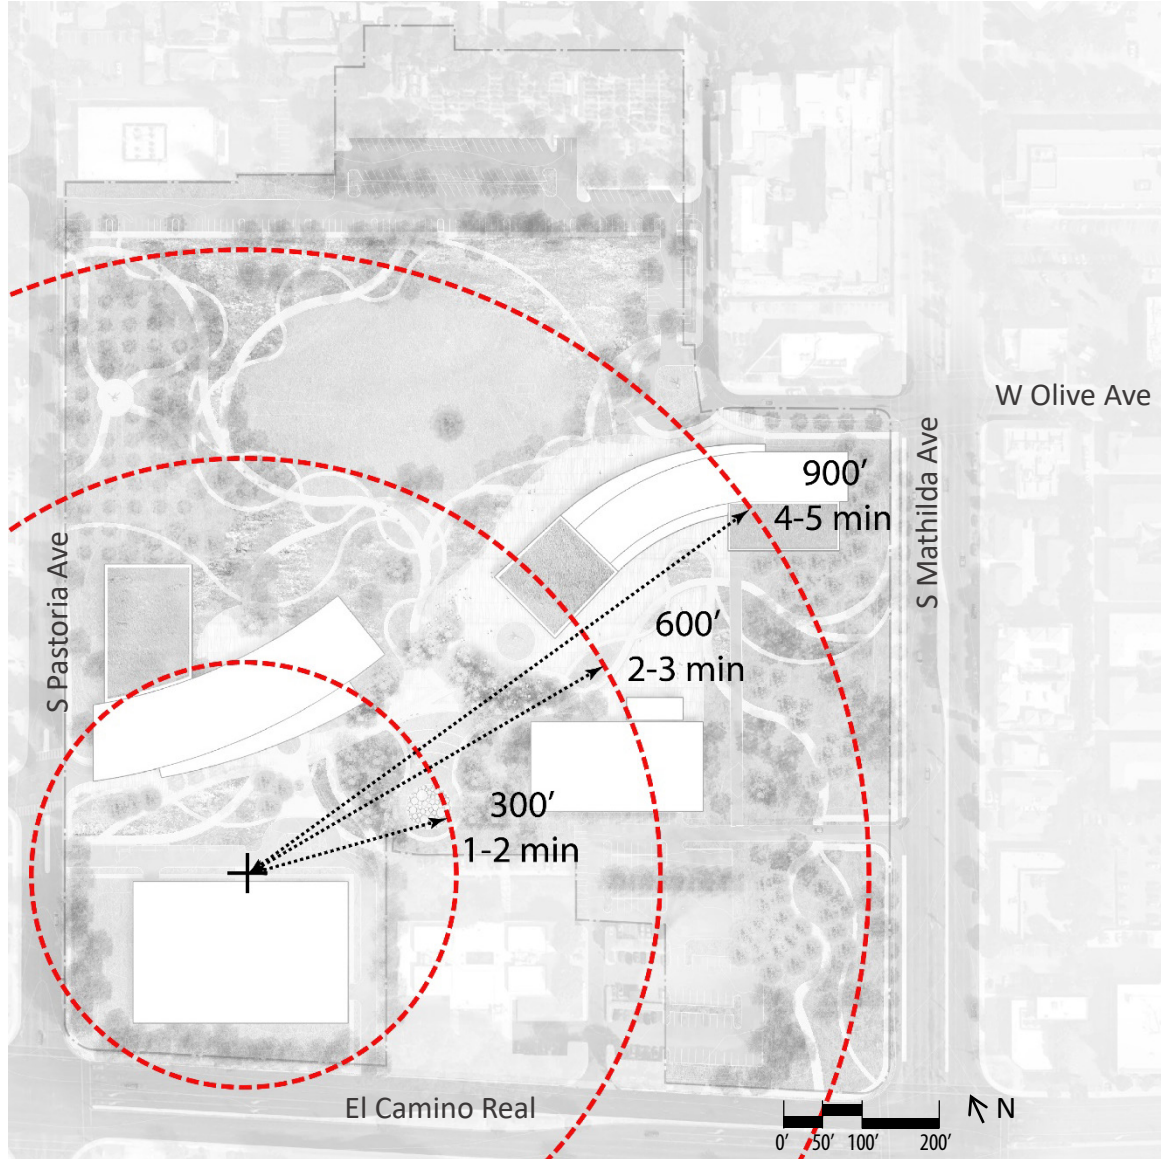 W Olive Ave
S Mathilda Ave
900′
4-5 min
S Pastoria Ave
600′
2-3 min
300′
1-2 min
El Camino Real
N
0′ 50′ 100′ 200′